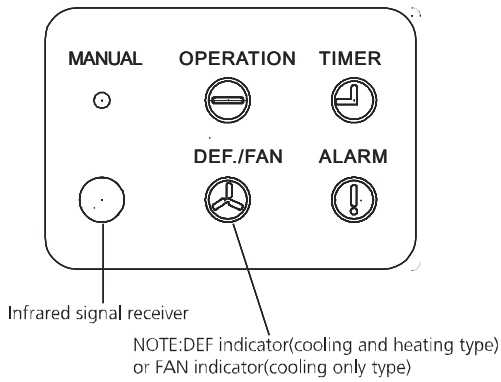 MANUAL OPERATION TIMER
DEF./FAN ALARM
Infrared signal receiver
NOTE:DEF indicator(cooling and heating type)
or FAN indicator(cooling only type)